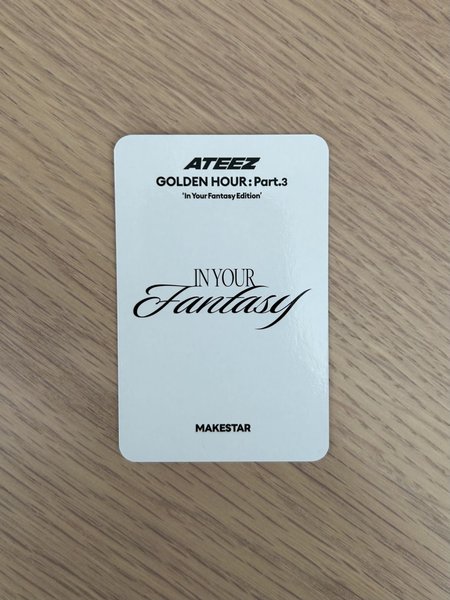 ATEEZ
GOLDEN HOUR : Part.3
'In Your Fantasy Edition'
IN YOUR
Fantasy
MAKESTAR